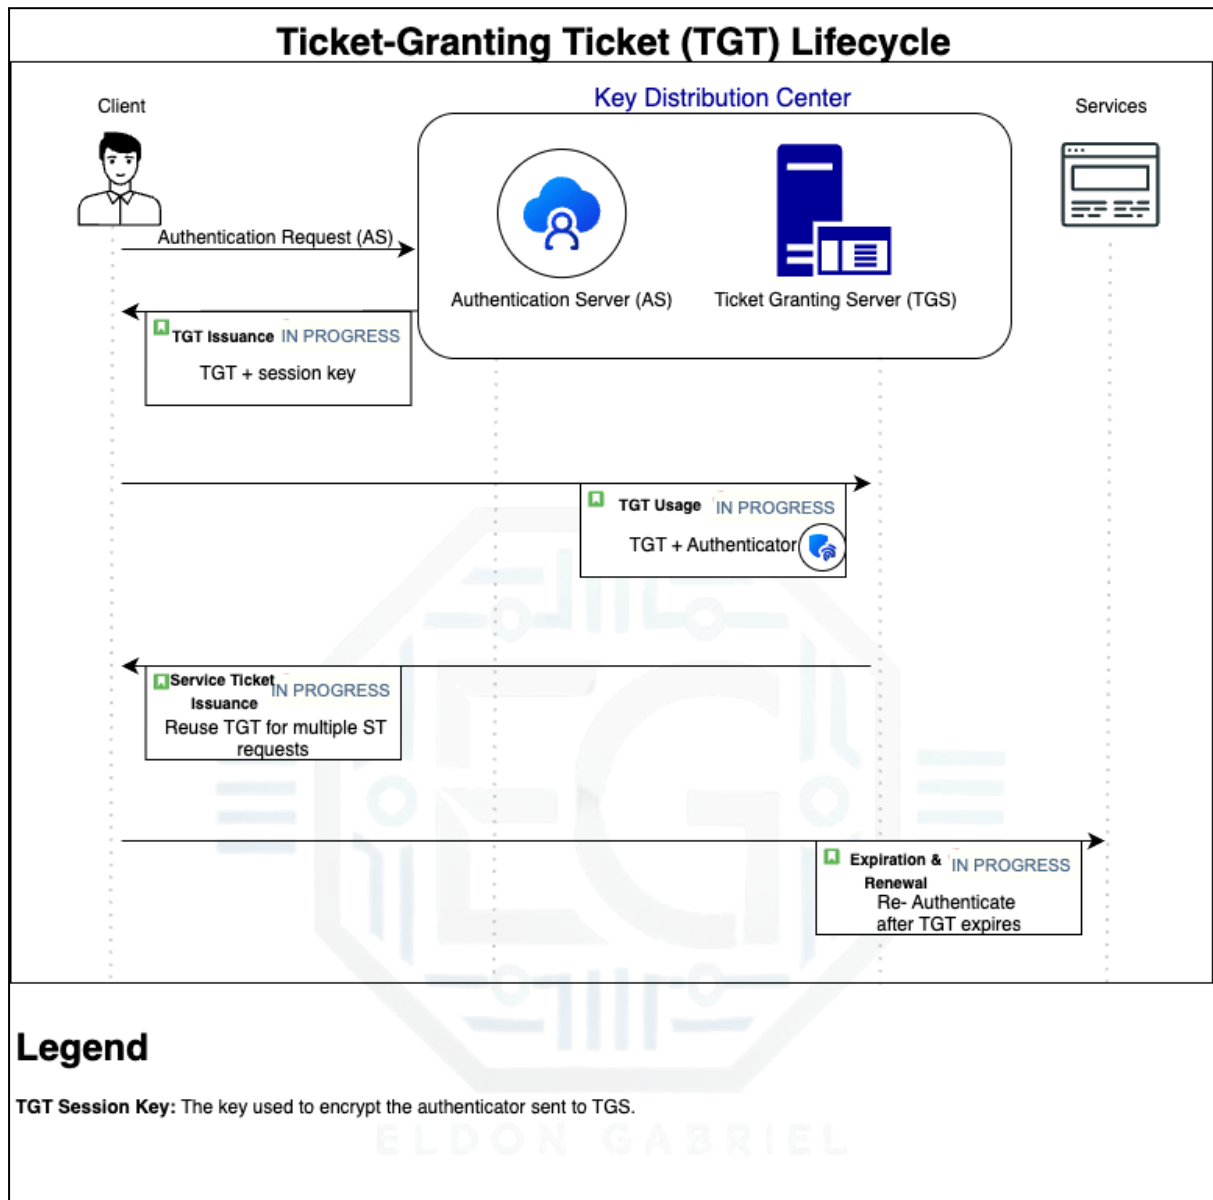 Ticket-Granting Ticket (TGT) Lifecycle
Client
Key Distribution Center
Services
Authentication Request (AS)
Authentication Server (AS)
Ticket Granting Server (TGS)
TGT Issuance IN PROGRESS
TGT + session key
TGT Usage IN PROGRESS
TGT + Authenticator
Service Ticket
Issuance
IN PROGRESS
Reuse TGT for multiple ST
requests
Expiration &
Renewal
IN PROGRESS
Re- Authenticate
after TGT expires
Legend
TGT Session Key: The key used to encrypt the authenticator sent to TGS.
EG
ELDON GABRIEL